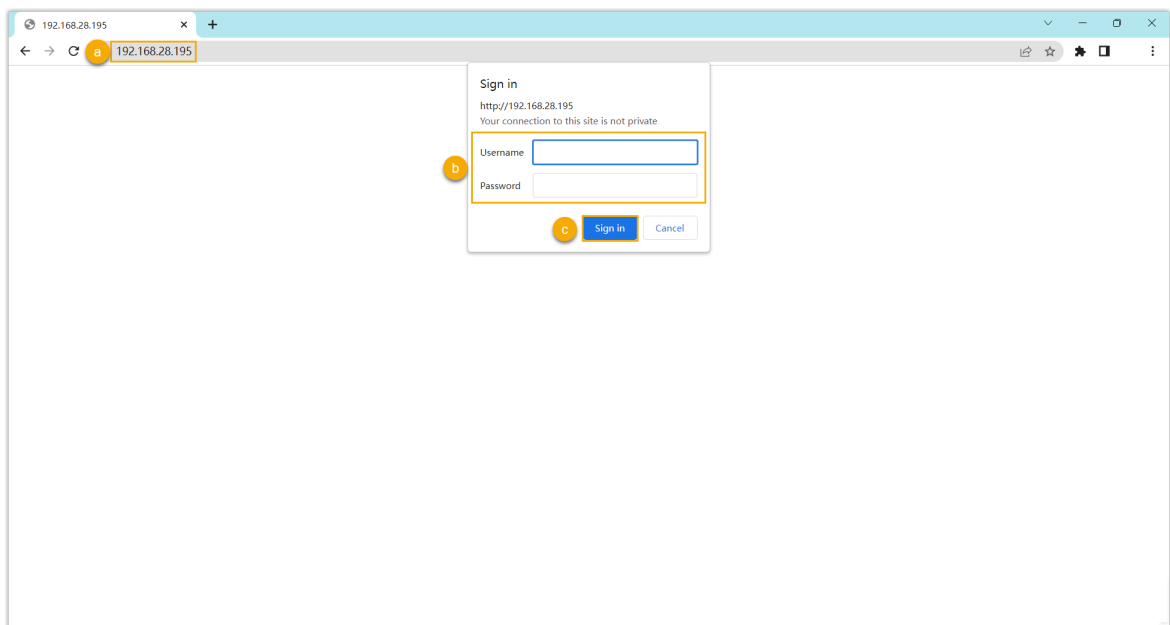 192.168.28.195
a 192.168.28.195
Sign in
http://192.168.28.195
Your connection to this site is not private
Username
b
Password
c Sign in Cancel